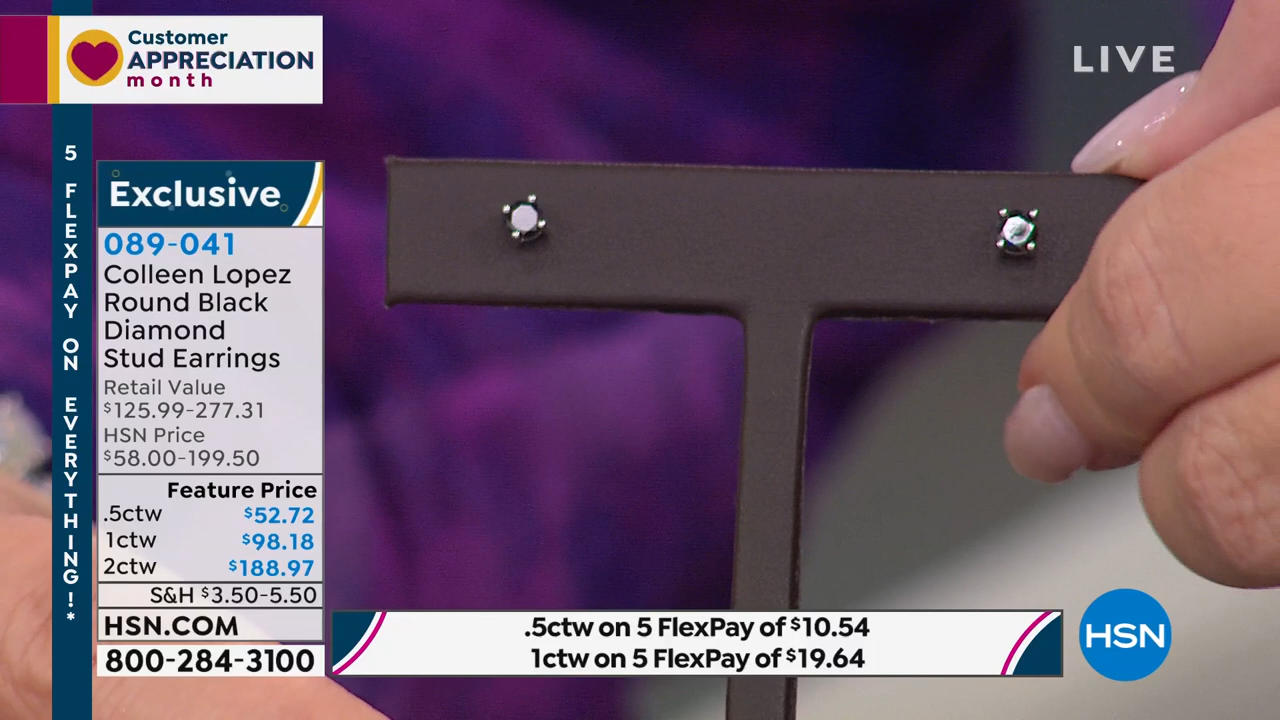 Customer
APPRECIATION
month
LIVE
5 FLEXPAY ON EVERYTHING!*
Exclusive
089-041
Colleen Lopez
Round Black
Diamond
Stud Earrings
Retail Value
$125.99-277.31
HSN Price
$58.00-199.50
Feature Price
.5ctw $52.72
1ctw $98.18
2ctw $188.97
S&H $3.50-5.50
HSN.COM
800-284-3100
.5ctw on 5 FlexPay of $10.54
1ctw on 5 FlexPay of $19.64
HSN